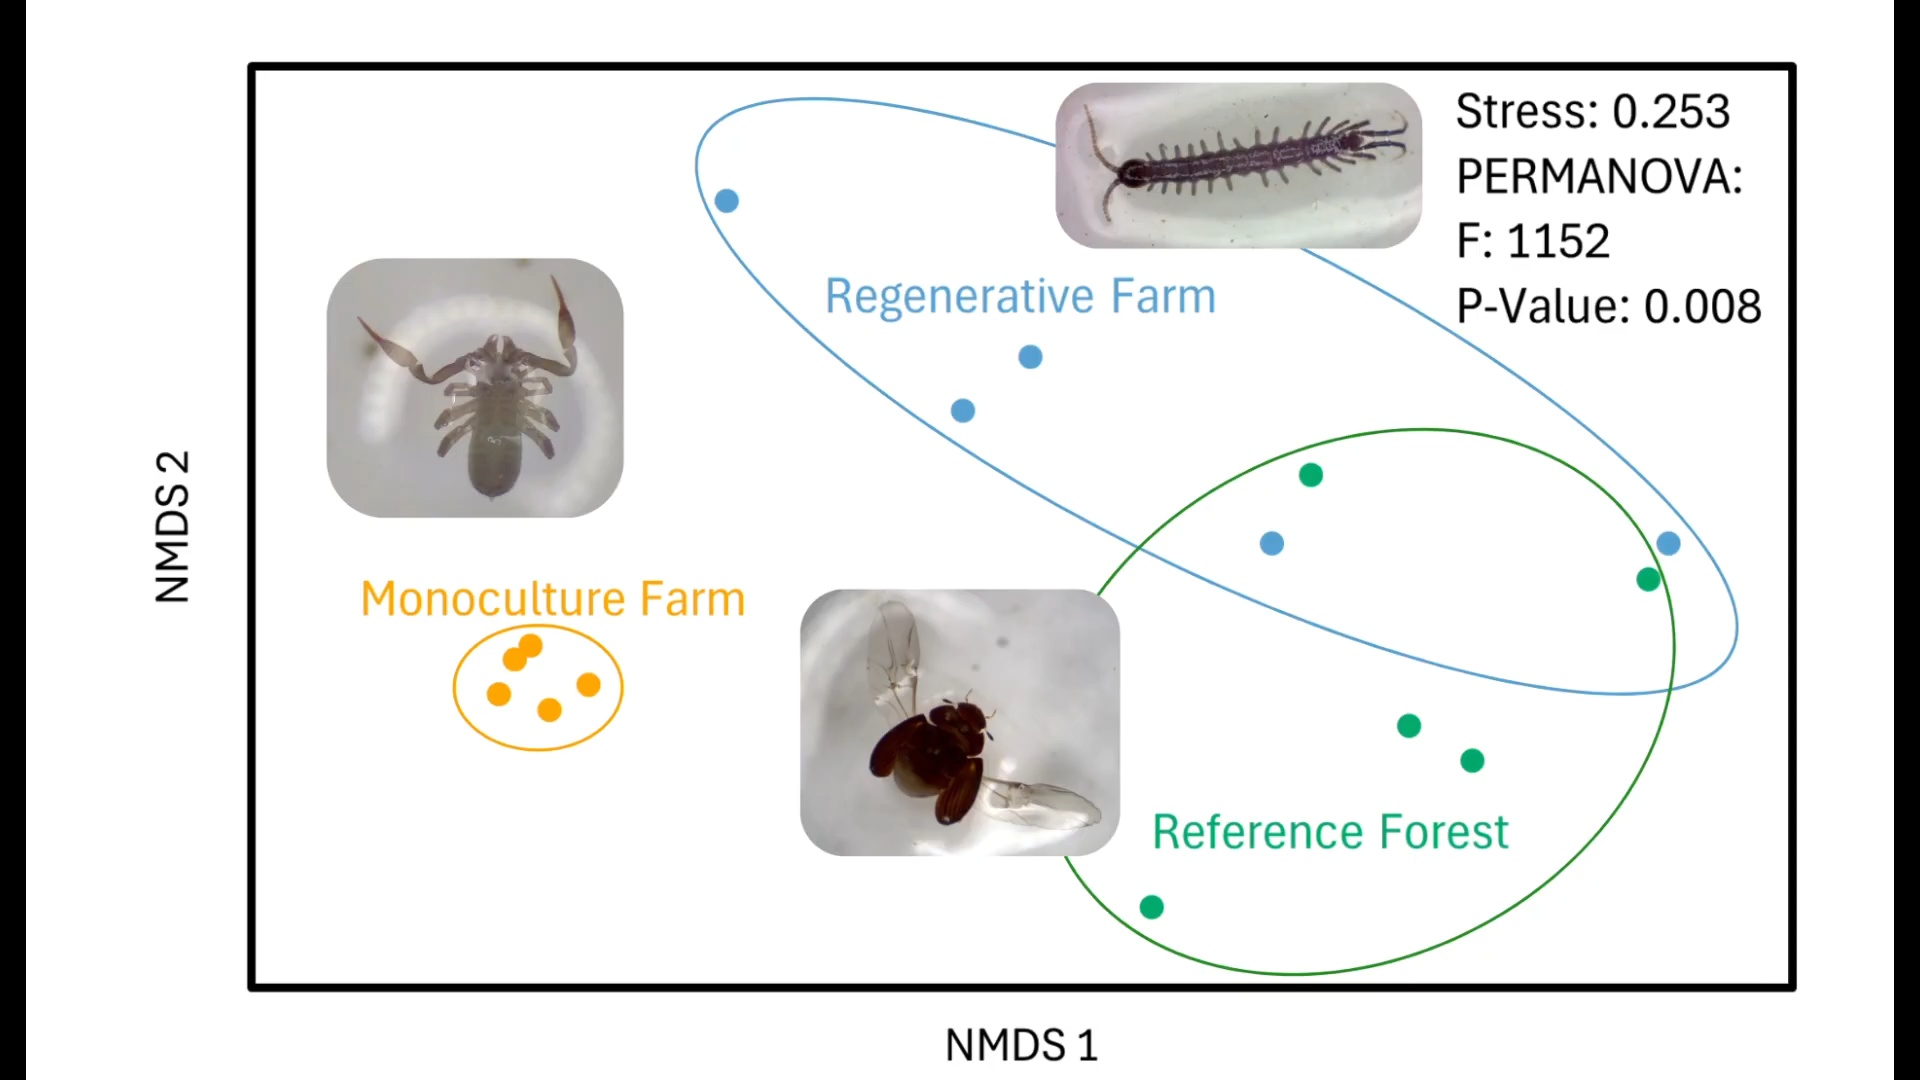 Stress: 0.253
PERMANOVA:
F: 1152
P-Value: 0.008
Regenerative Farm
Monoculture Farm
Reference Forest
NMDS 2
NMDS 1